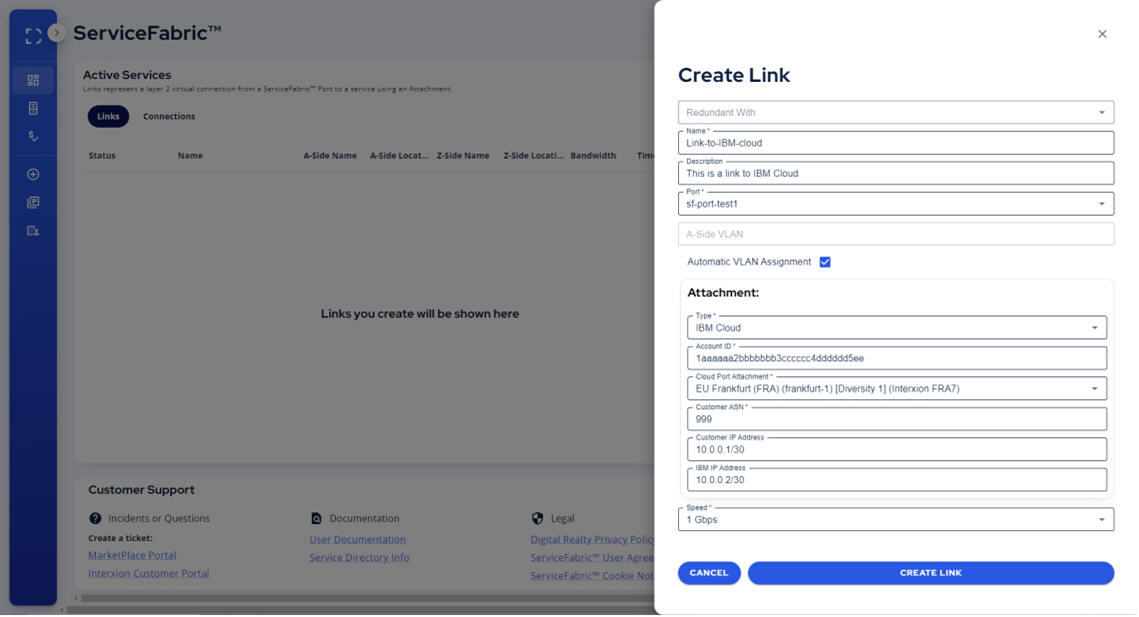 ServiceFabric™
Active Services
Links represent a layer 2 virtual connection from a ServiceFabric™ Port to a service using an Attachment.
Links Connections
Status Name A-Side Name A-Side Locat... Z-Side Name Z-Side Locati... Bandwidth Tim
Links you create will be shown here
Customer Support
Incidents or Questions
Create a ticket:
MarketPlace Portal
Interxion Customer Portal
Documentation
User Documentation
Service Directory Info
Legal
Digital Realty Privacy Policy
ServiceFabric™ User Agree
ServiceFabric™ Cookie Not
Create Link
Redundant With
Name *
Link-to-IBM-cloud
Description
This is a link to IBM Cloud
Port *
sf-port-test1
A-Side VLAN
Automatic VLAN Assignment
Attachment:
Type *
IBM Cloud
Account ID *
1aaaaaa2bbbbbbb3cccccc4dddddd5ee
Cloud Port Attachment *
EU Frankfurt (FRA) (frankfurt-1) [Diversity 1] (Interxion FRA7)
Customer ASN *
999
Customer IP Address
10.0.0.1/30
IBM IP Address
10.0.0.2/30
Speed *
1 Gbps
CANCEL CREATE LINK